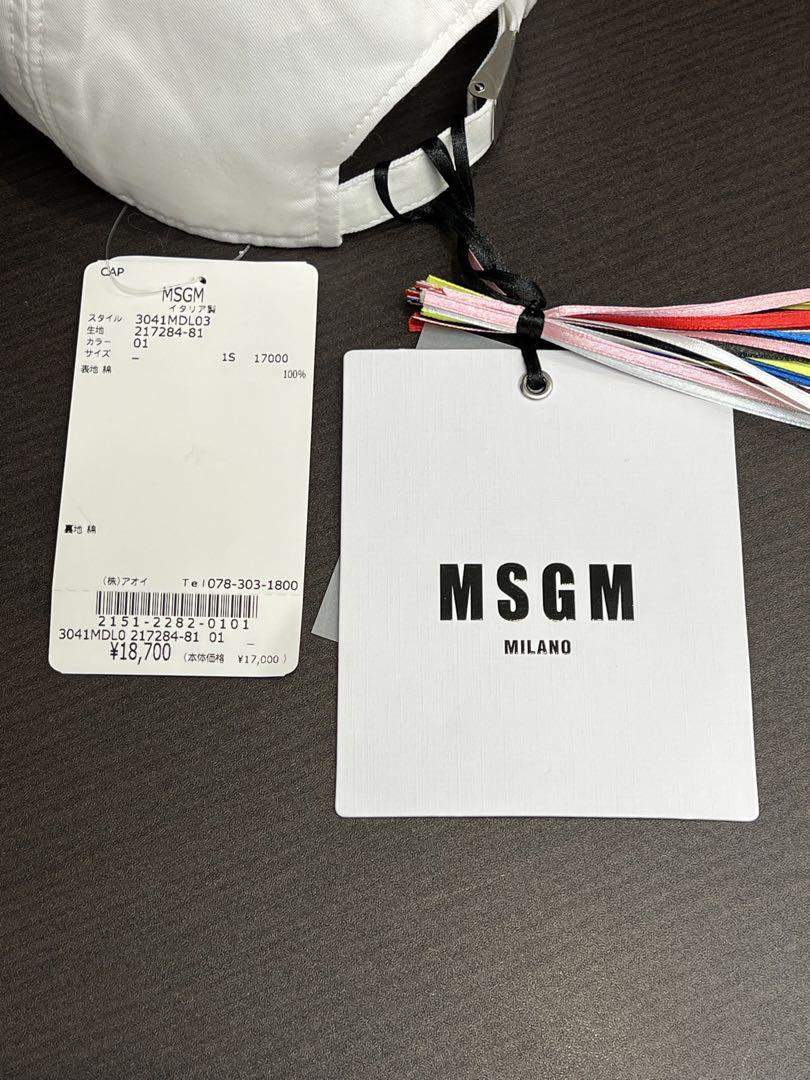 CAP
MSGM
イタリア製
スタイル 3041MDL03
生地 217284-81
カラー 01
サイズ － 1S 17000
表地 綿 100%
裏地 綿
(株)アオイ Tel078-303-1800
2151-2282-0101
3041MDL0 217284-81 01 －
¥18,700 (本体価格 ¥17,000)
MSGM
MILANO